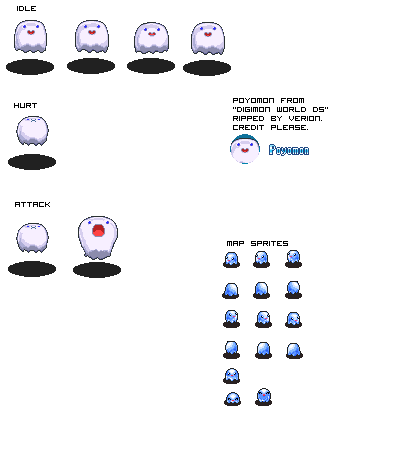 IDLE
HURT
POYOMON FROM
"DIGIMON WORLD DS"
RIPPED BY VERION.
CREDIT PLEASE.
Poyomon
ATTACK
MAP SPRITES